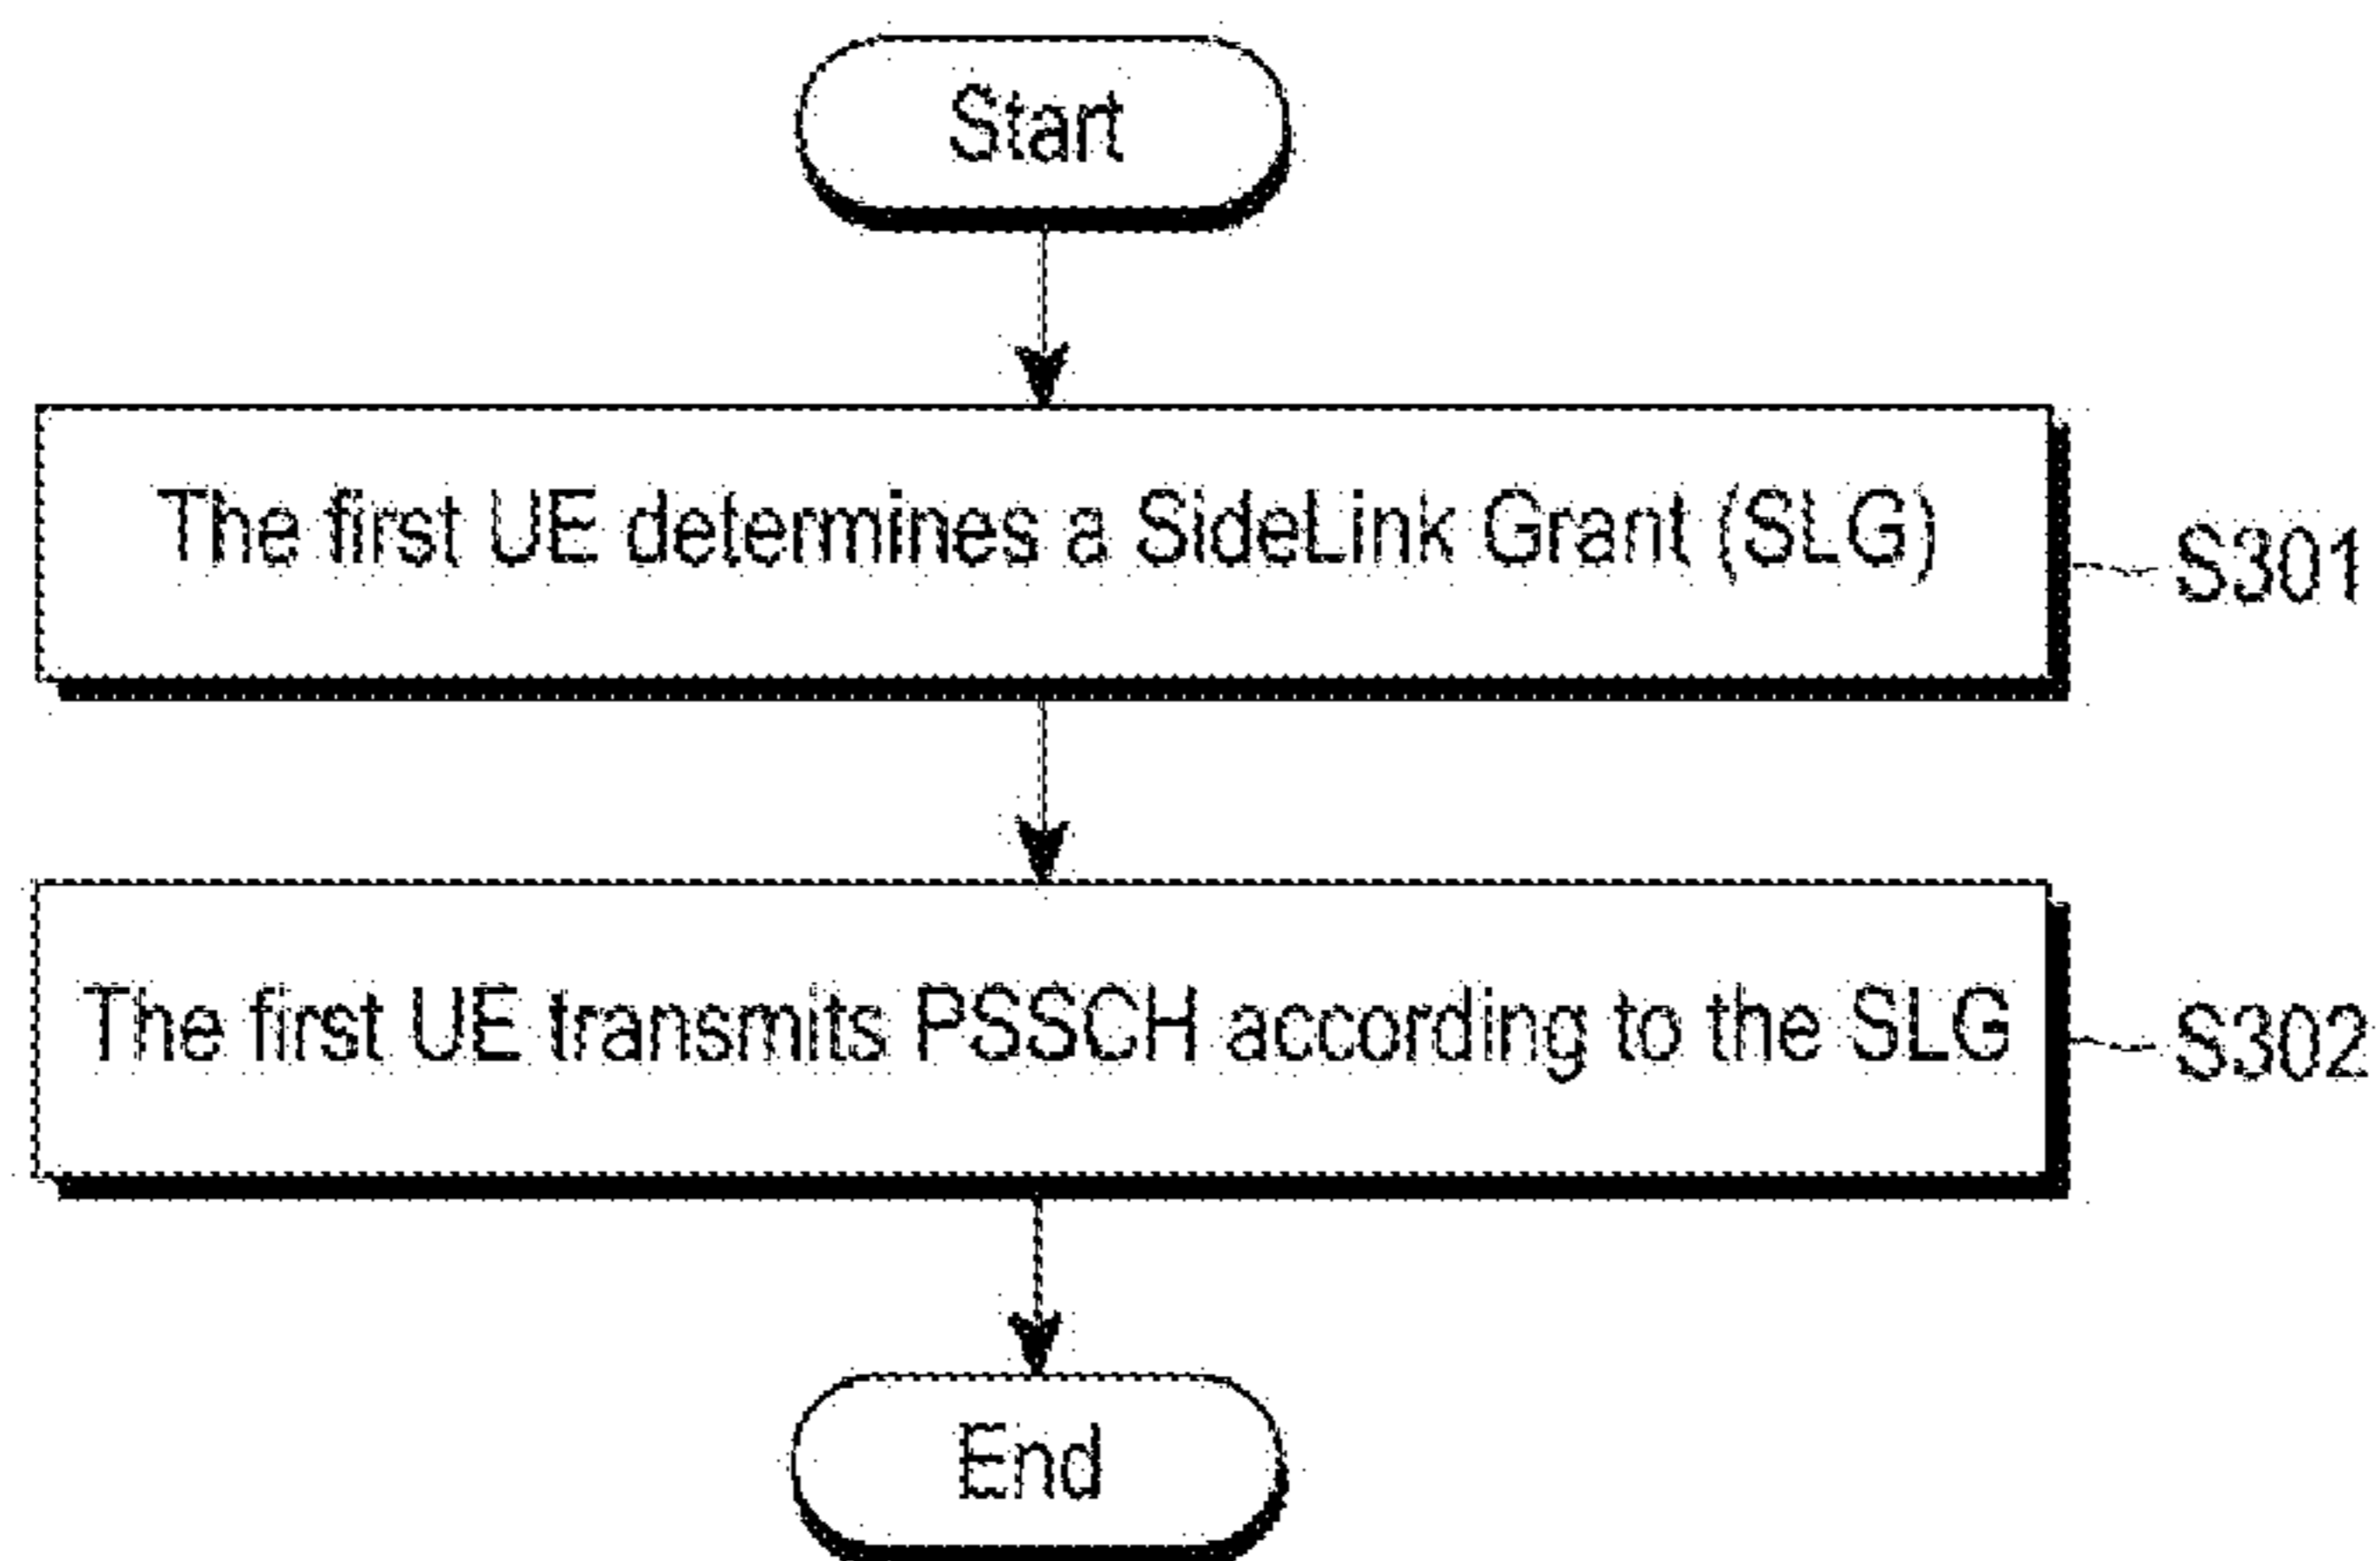 Start
The first UE determines a SideLink Grant (SLG)
S301
The first UE transmits PSSCH according to the SLG
S302
End